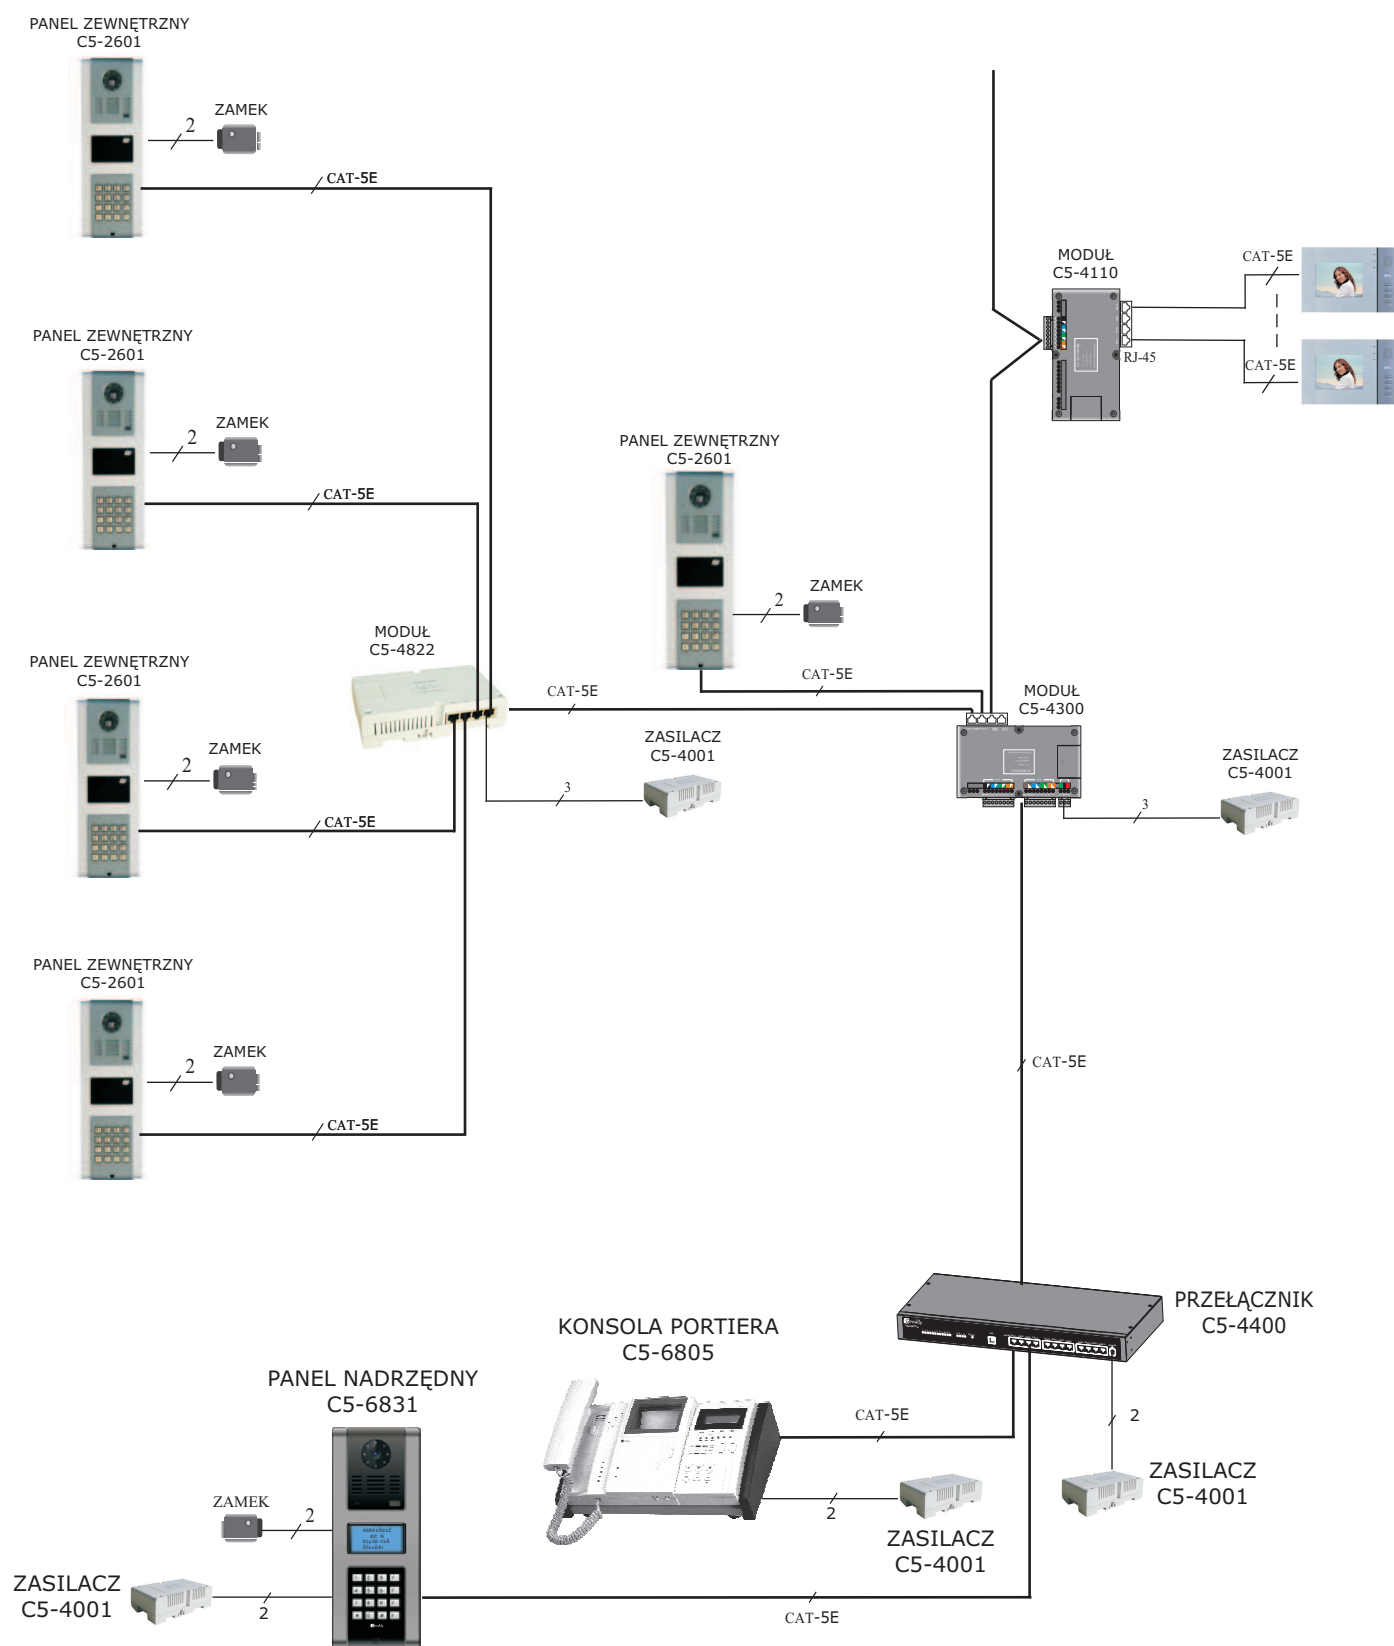 PANEL ZEWNĘTRZNY
C5-2601
ZAMEK
2
CAT-5E
MODUŁ
C5-4110
CAT-5E
RJ-45
CAT-5E
PANEL ZEWNĘTRZNY
C5-2601
ZAMEK
2
CAT-5E
PANEL ZEWNĘTRZNY
C5-2601
ZAMEK
2
CAT-5E
MODUŁ
C5-4822
CAT-5E
MODUŁ
C5-4300
PANEL ZEWNĘTRZNY
C5-2601
ZAMEK
2
CAT-5E
ZASILACZ
C5-4001
3
ZASILACZ
C5-4001
3
PANEL ZEWNĘTRZNY
C5-2601
ZAMEK
2
CAT-5E
CAT-5E
PRZEŁĄCZNIK
C5-4400
KONSOLA PORTIERA
C5-6805
CAT-5E
2
ZASILACZ
C5-4001
2
ZASILACZ
C5-4001
PANEL NADRZĘDNY
C5-6831
ZAMEK
2
ZASILACZ
C5-4001
2
CAT-5E